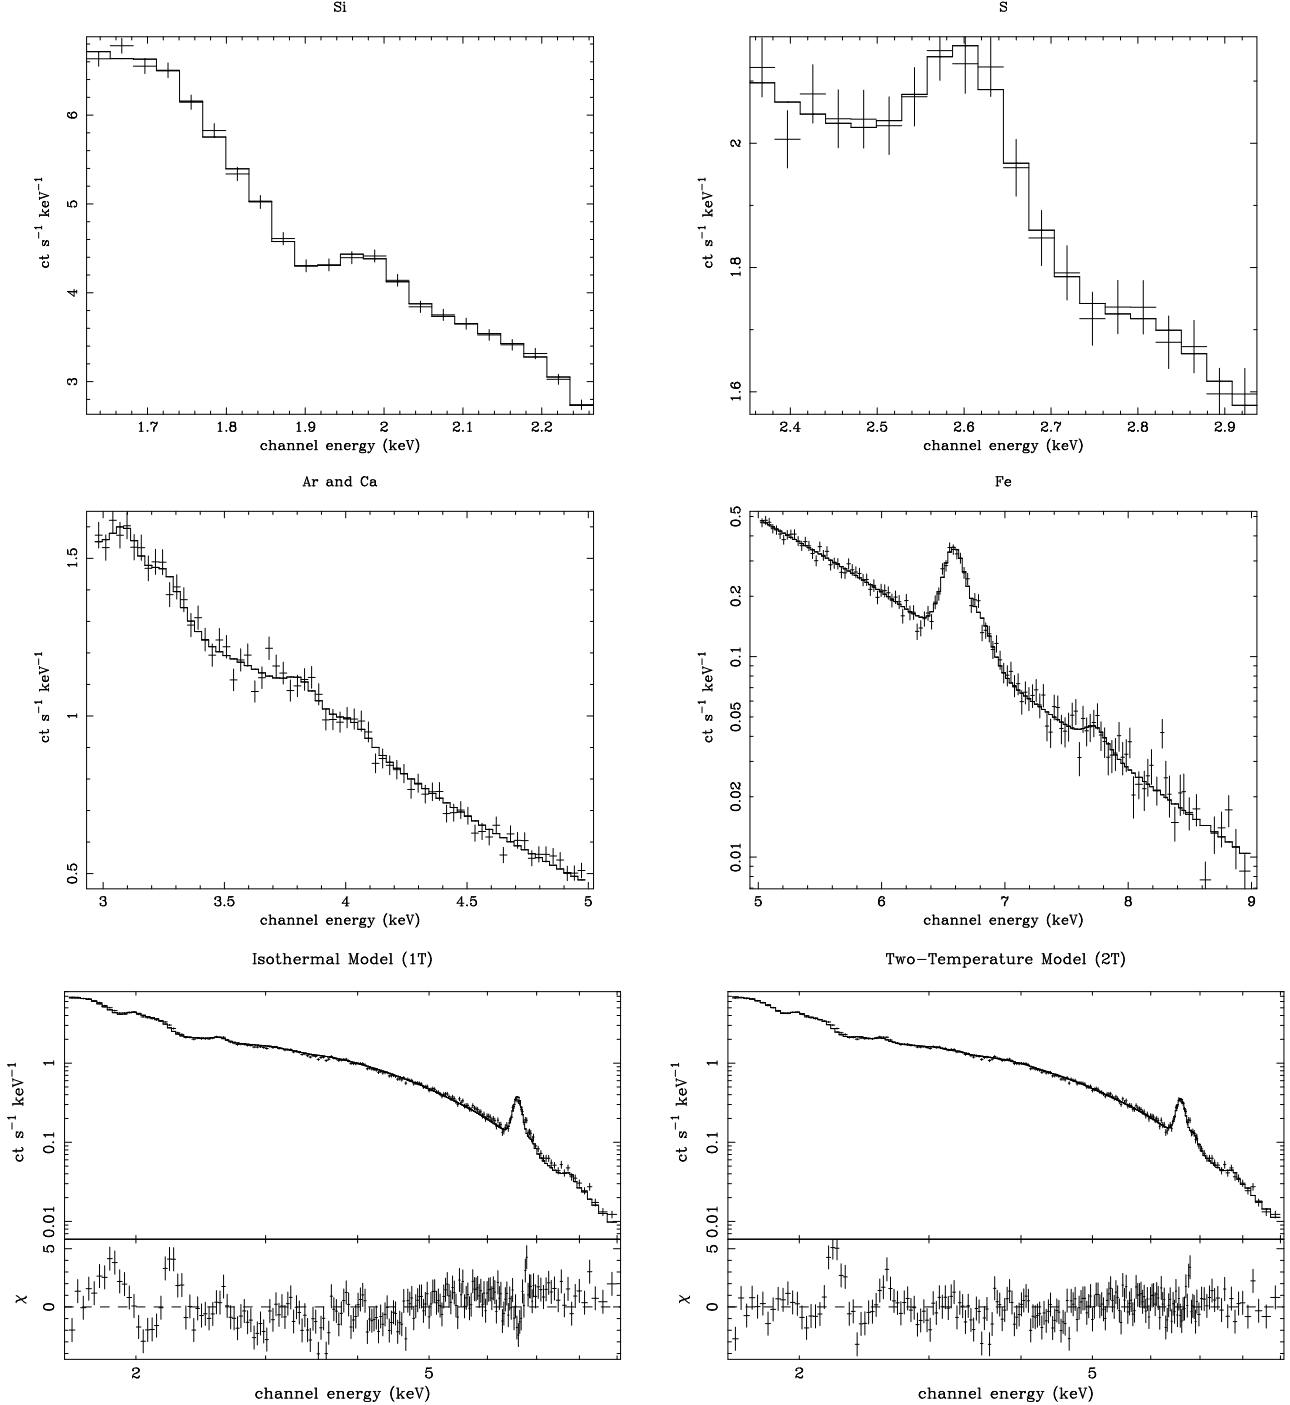 Si
6
5
4
3
ct s⁻¹ keV⁻¹
1.7 1.8 1.9 2 2.1 2.2
channel energy (keV)
S
2
1.8
1.6
ct s⁻¹ keV⁻¹
2.4 2.5 2.6 2.7 2.8 2.9
channel energy (keV)
Ar and Ca
1.5
1
0.5
ct s⁻¹ keV⁻¹
3 3.5 4 4.5 5
channel energy (keV)
Fe
0.5
0.2
0.1
0.05
0.02
0.01
ct s⁻¹ keV⁻¹
5 6 7 8 9
channel energy (keV)
Isothermal Model (1T)
1
0.1
0.01
ct s⁻¹ keV⁻¹
5
0
χ
2 5
channel energy (keV)
Two-Temperature Model (2T)
1
0.1
0.01
ct s⁻¹ keV⁻¹
5
0
χ
2 5
channel energy (keV)